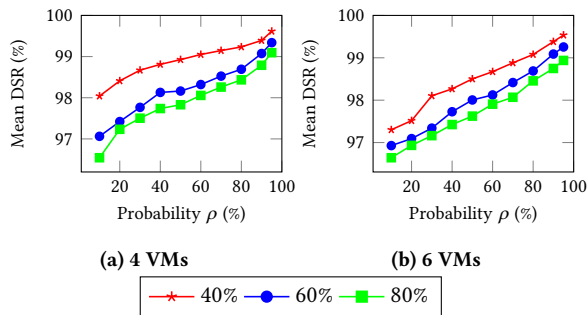 100
99
98
97
Mean DSR (%)
20 40 60 80 100
Probability ρ (%)
(a) 4 VMs
100
99
98
97
Mean DSR (%)
20 40 60 80 100
Probability ρ (%)
(b) 6 VMs
40% 60% 80%